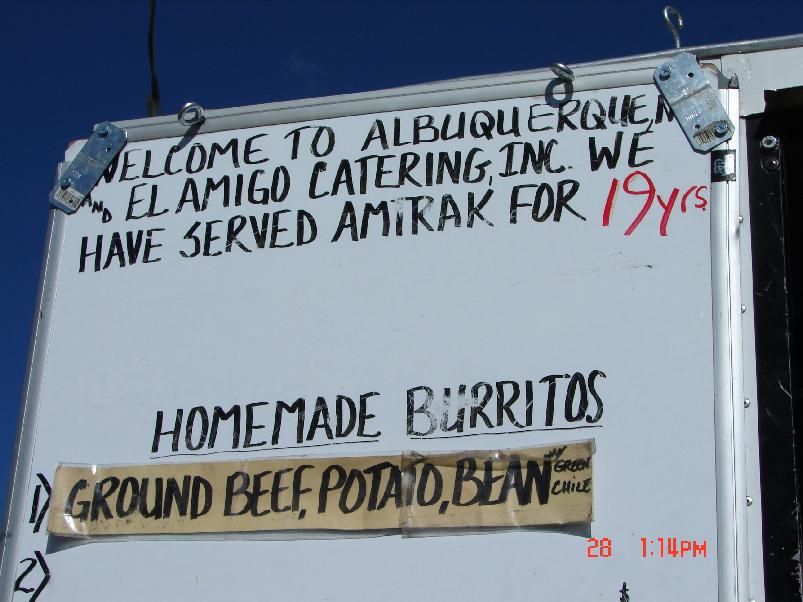 WELCOME TO ALBUQUERQUE, N
AND EL AMIGO CATERING, INC. WE
HAVE SERVED AMTRAK FOR 19yrs
HOMEMADE BURRITOS
1) GROUND BEEF, POTATO, BEAN W/ GREEN CHILE
2)
$
28 1:14PM